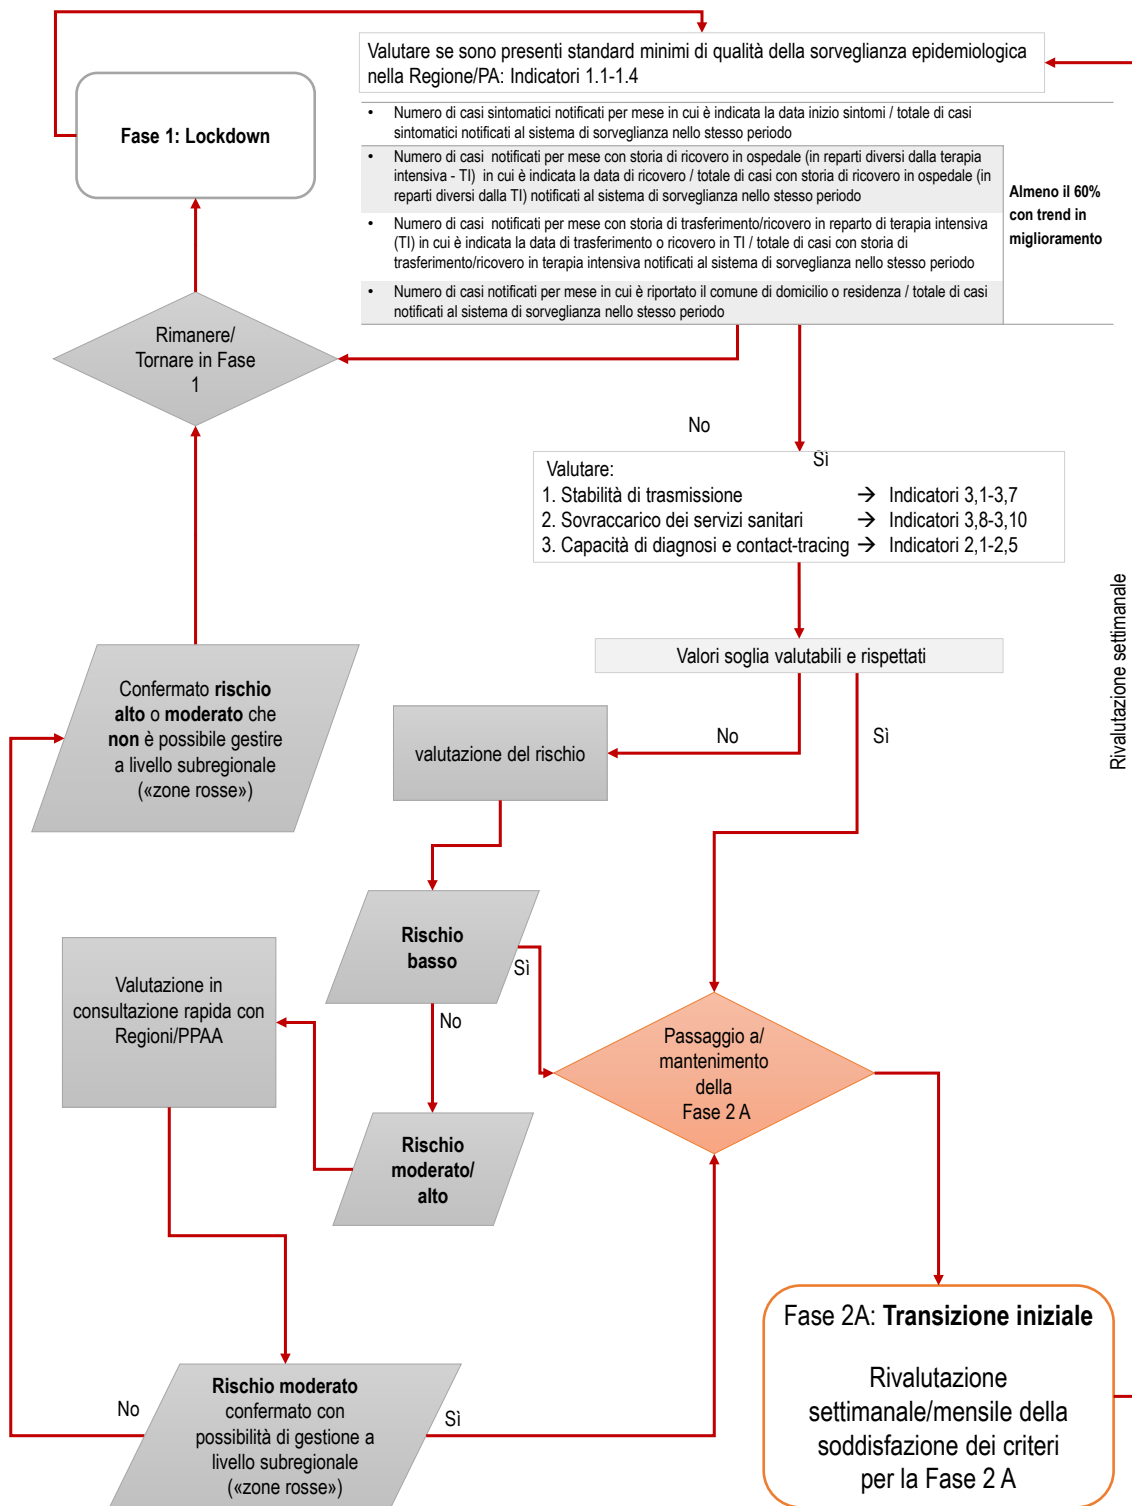 Valutare se sono presenti standard minimi di qualità della sorveglianza epidemiologica
nella Regione/PA: Indicatori 1.1-1.4
Fase 1: Lockdown
• Numero di casi sintomatici notificati per mese in cui è indicata la data inizio sintomi / totale di casi
sintomatici notificati al sistema di sorveglianza nello stesso periodo
• Numero di casi notificati per mese con storia di ricovero in ospedale (in reparti diversi dalla terapia
intensiva - TI) in cui è indicata la data di ricovero / totale di casi con storia di ricovero in ospedale (in
reparti diversi dalla TI) notificati al sistema di sorveglianza nello stesso periodo
• Numero di casi notificati per mese con storia di trasferimento/ricovero in reparto di terapia intensiva
(TI) in cui è indicata la data di trasferimento o ricovero in TI / totale di casi con storia di
trasferimento/ricovero in terapia intensiva notificati al sistema di sorveglianza nello stesso periodo
• Numero di casi notificati per mese in cui è riportato il comune di domicilio o residenza / totale di casi
notificati al sistema di sorveglianza nello stesso periodo
Almeno il 60%
con trend in
miglioramento
Rimanere/
Tornare in Fase
1
No
Sì
Valutare:
1. Stabilità di trasmissione → Indicatori 3,1-3,7
2. Sovraccarico dei servizi sanitari → Indicatori 3,8-3,10
3. Capacità di diagnosi e contact-tracing → Indicatori 2,1-2,5
Rivalutazione settimanale
Valori soglia valutabili e rispettati
Confermato rischio
alto o moderato che
non è possibile gestire
a livello subregionale
(«zone rosse»)
No
Sì
valutazione del rischio
Rischio
basso
Sì
No
Valutazione in
consultazione rapida con
Regioni/PPAA
Passaggio a/
mantenimento
della
Fase 2 A
Rischio
moderato/
alto
Fase 2A: Transizione iniziale
Rivalutazione
settimanale/mensile della
soddisfazione dei criteri
per la Fase 2 A
Rischio moderato
confermato con
possibilità di gestione a
livello subregionale
(«zone rosse»)
No
Sì